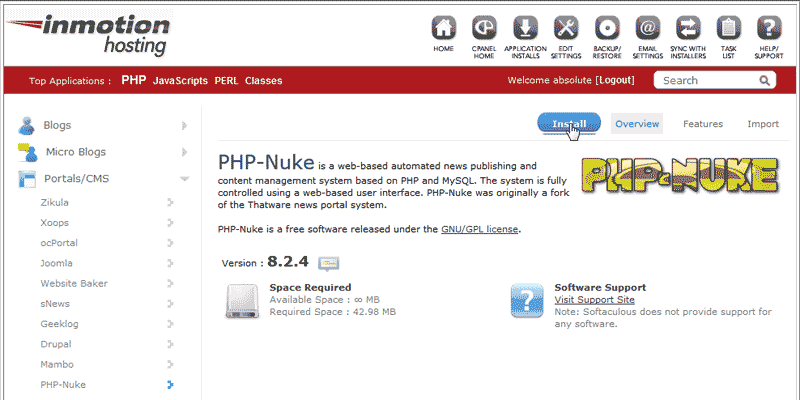 inmotion
hosting
HOME
CPANEL HOME
APPLICATION INSTALLS
EDIT SETTINGS
BACKUP/ RESTORE
EMAIL SETTINGS
SYNC WITH INSTALLERS
TASK LIST
HELP/ SUPPORT
Top Applications : PHP JavaScripts PERL Classes
Welcome absolute [Logout]
Search
Blogs
Micro Blogs
Portals/CMS
Zikula
Xoops
ocPortal
Joomla
Website Baker
sNews
Geeklog
Drupal
Mambo
PHP-Nuke
Install
Overview
Features
Import
PHP-Nuke is a web-based automated news publishing and
content management system based on PHP and MySQL. The system is fully
controlled using a web-based user interface. PHP-Nuke was originally a fork
of the Thatware news portal system.
PHP-NUKE
PHP-Nuke is a free software released under the GNU/GPL license.
Version : 8.2.4
Space Required
Available Space : ∞ MB
Required Space : 42.98 MB
Software Support
Visit Support Site
Note: Softaculous does not provide support for
any software.